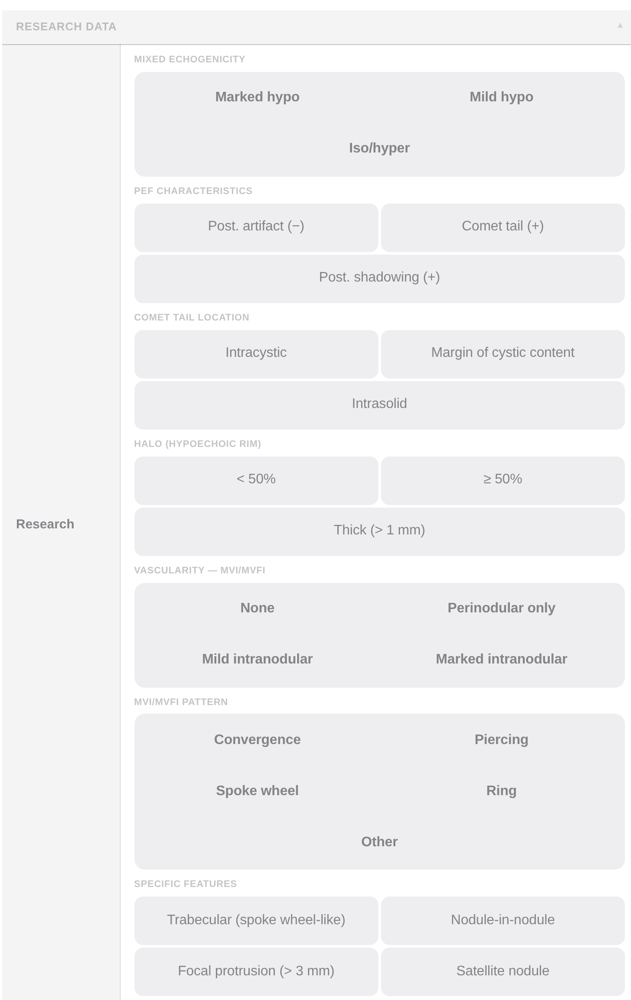 RESEARCH DATA ▲
MIXED ECHOGENICITY
Marked hypo Mild hypo
Iso/hyper
PEF CHARACTERISTICS
Post. artifact (−) Comet tail (+)
Post. shadowing (+)
COMET TAIL LOCATION
Intracystic Margin of cystic content
Intrasolid
HALO (HYPOECHOIC RIM)
< 50% ≥ 50%
Research
Thick (> 1 mm)
VASCULARITY — MVI/MVFI
None Perinodular only
Mild intranodular Marked intranodular
MVI/MVFI PATTERN
Convergence Piercing
Spoke wheel Ring
Other
SPECIFIC FEATURES
Trabecular (spoke wheel-like) Nodule-in-nodule
Focal protrusion (> 3 mm) Satellite nodule